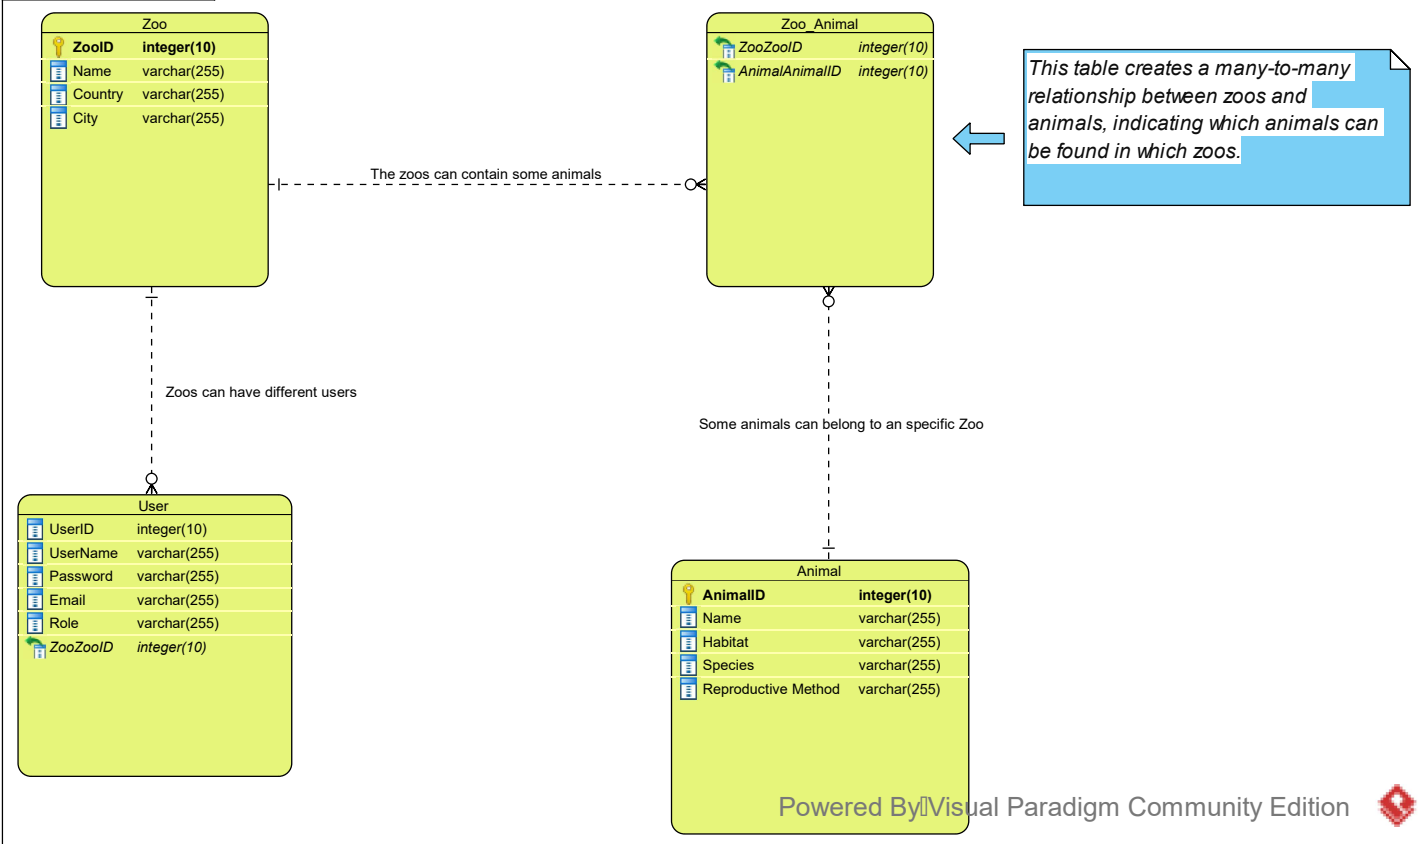 Zoo
ZooID integer(10)
Name varchar(255)
Country varchar(255)
City varchar(255)
Zoo_Animal
ZooZooID integer(10)
AnimalAnimalID integer(10)
This table creates a many-to-many
relationship between zoos and
animals, indicating which animals can
be found in which zoos.
The zoos can contain some animals
Zoos can have different users
Some animals can belong to an specific Zoo
User
UserID integer(10)
UserName varchar(255)
Password varchar(255)
Email varchar(255)
Role varchar(255)
ZooZooID integer(10)
Animal
AnimalID integer(10)
Name varchar(255)
Habitat varchar(255)
Species varchar(255)
Reproductive Method varchar(255)
Powered By Visual Paradigm Community Edition